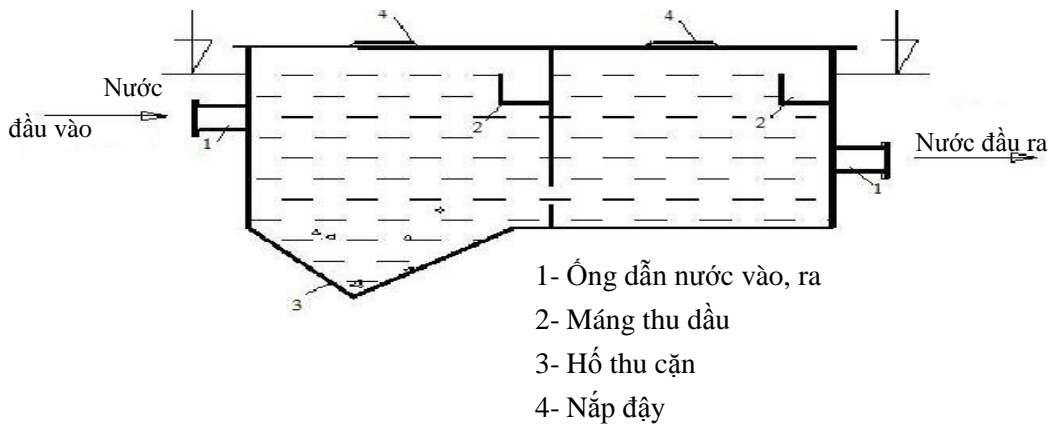 4
4
Nước
đầu vào
1
2
2
Nước đầu ra
1
3
1- Ống dẫn nước vào, ra
2- Máng thu dầu
3- Hố thu cặn
4- Nắp đậy